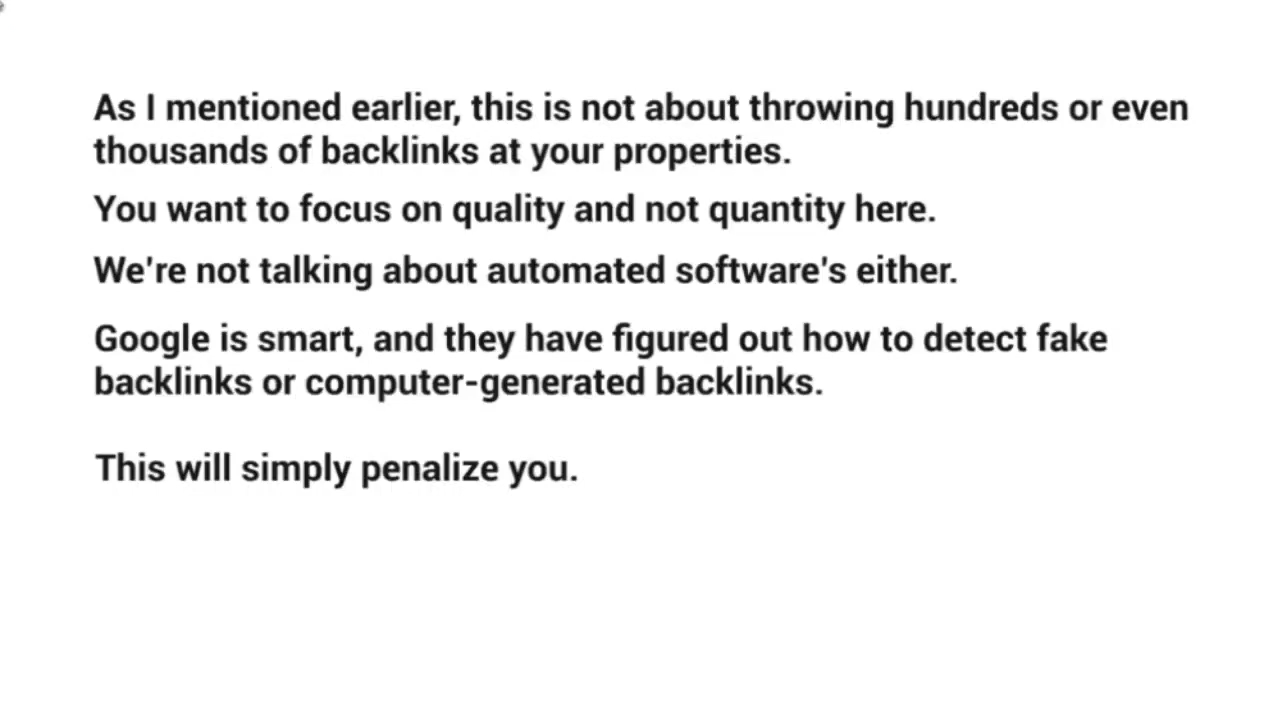 As I mentioned earlier, this is not about throwing hundreds or even
thousands of backlinks at your properties.
You want to focus on quality and not quantity here.
We're not talking about automated software's either.
Google is smart, and they have figured out how to detect fake
backlinks or computer-generated backlinks.
This will simply penalize you.